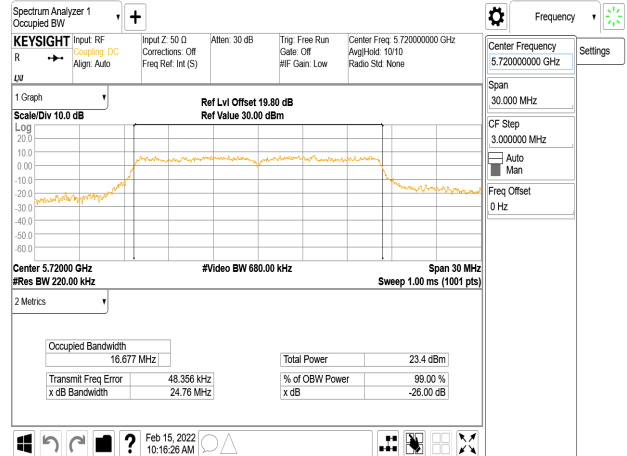 Spectrum Analyzer 1
Occupied BW
Frequency
KEYSIGHT
R
Input: RF
Coupling: DC
Align: Auto
Input Z: 50 Ω
Corrections: Off
Freq Ref: Int (S)
Atten: 30 dB
Trig: Free Run
Gate: Off
#IF Gain: Low
Center Freq: 5.720000000 GHz
Avg|Hold: 10/10
Radio Std: None
Center Frequency
5.720000000 GHz
Settings
Span
30.000 MHz
CF Step
3.000000 MHz
Auto
Man
Freq Offset
0 Hz
1 Graph
Scale/Div 10.0 dB
Ref Lvl Offset 19.80 dB
Ref Value 30.00 dBm
Log
20.0
10.0
0.00
-10.0
-20.0
-30.0
-40.0
-50.0
-60.0
Center 5.72000 GHz
#Video BW 680.00 kHz
Span 30 MHz
#Res BW 220.00 kHz
Sweep 1.00 ms (1001 pts)
2 Metrics
Occupied Bandwidth
16.677 MHz
Total Power 23.4 dBm
Transmit Freq Error 48.356 kHz
% of OBW Power 99.00 %
x dB Bandwidth 24.76 MHz
x dB -26.00 dB
?
Feb 15, 2022
10:16:26 AM